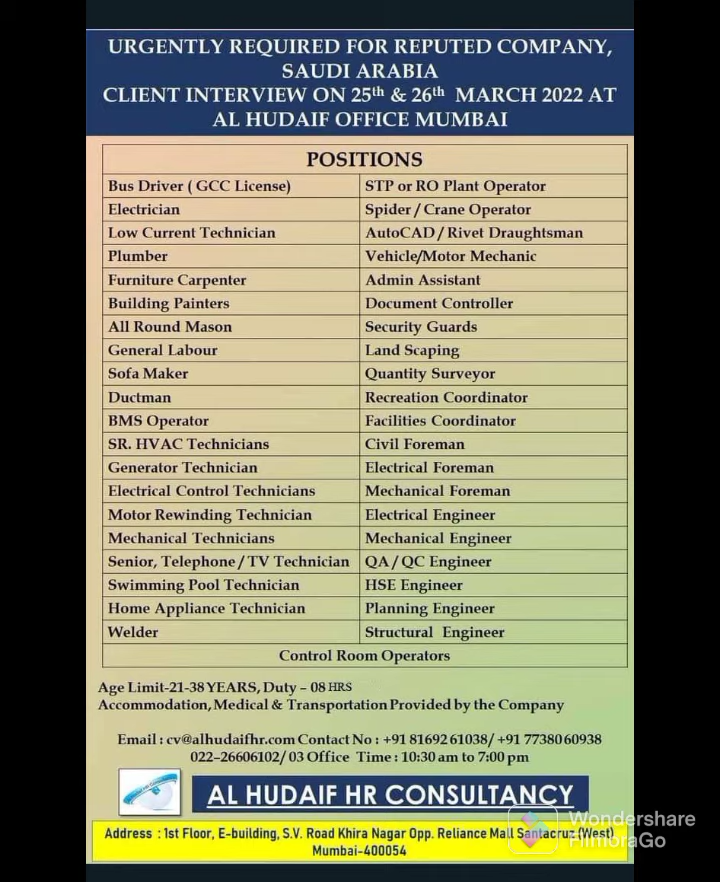 URGENTLY REQUIRED FOR REPUTED COMPANY,
SAUDI ARABIA
CLIENT INTERVIEW ON 25th & 26th MARCH 2022 AT
AL HUDAIF OFFICE MUMBAI
POSITIONS
Bus Driver ( GCC License) STP or RO Plant Operator
Electrician Spider / Crane Operator
Low Current Technician AutoCAD / Rivet Draughtsman
Plumber Vehicle/Motor Mechanic
Furniture Carpenter Admin Assistant
Building Painters Document Controller
All Round Mason Security Guards
General Labour Land Scaping
Sofa Maker Quantity Surveyor
Ductman Recreation Coordinator
BMS Operator Facilities Coordinator
SR. HVAC Technicians Civil Foreman
Generator Technician Electrical Foreman
Electrical Control Technicians Mechanical Foreman
Motor Rewinding Technician Electrical Engineer
Mechanical Technicians Mechanical Engineer
Senior, Telephone / TV Technician QA / QC Engineer
Swimming Pool Technician HSE Engineer
Home Appliance Technician Planning Engineer
Welder Structural Engineer
Control Room Operators
Age Limit-21-38 YEARS, Duty – 08 HRS
Accommodation, Medical & Transportation Provided by the Company
Email : cv@alhudaifhr.com Contact No : +91 81692 61038/ +91 77380 60938
022–26606102/ 03 Office Time : 10:30 am to 7:00 pm
AL HUDAIF HR CONSULTANCY
Address : 1st Floor, E-building, S.V. Road Khira Nagar Opp. Reliance Mall Santacruz (West)
Mumbai-400054
Wondershare
FilmoraGo